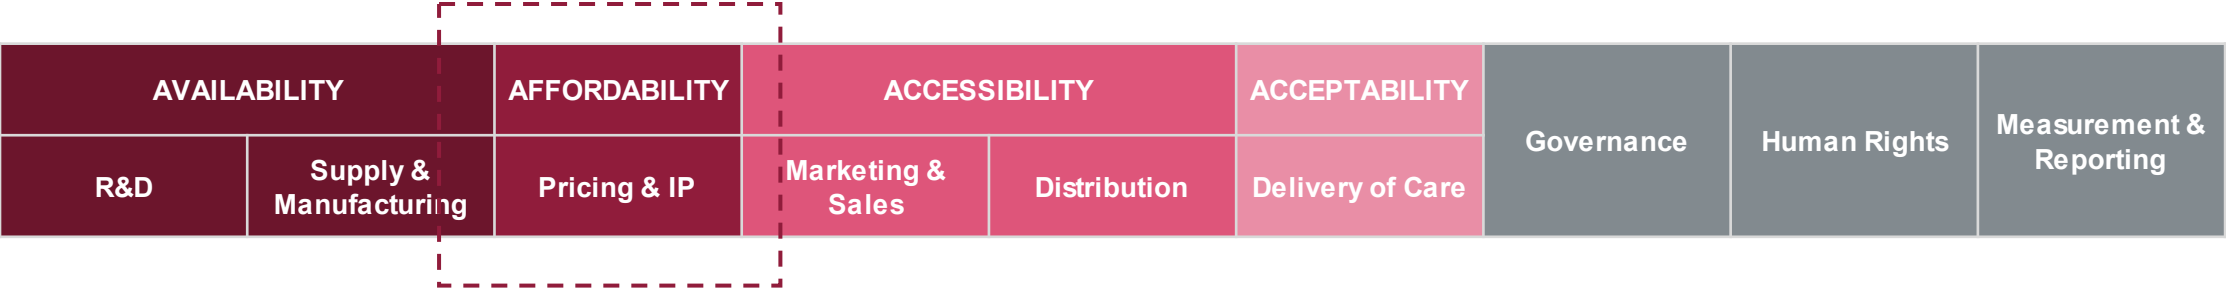 AVAILABILITY
AFFORDABILITY
ACCESSIBILITY
ACCEPTABILITY
R&D
Supply &
Manufacturing
Pricing & IP
Marketing &
Sales
Distribution
Delivery of Care
Governance
Human Rights
Measurement &
Reporting